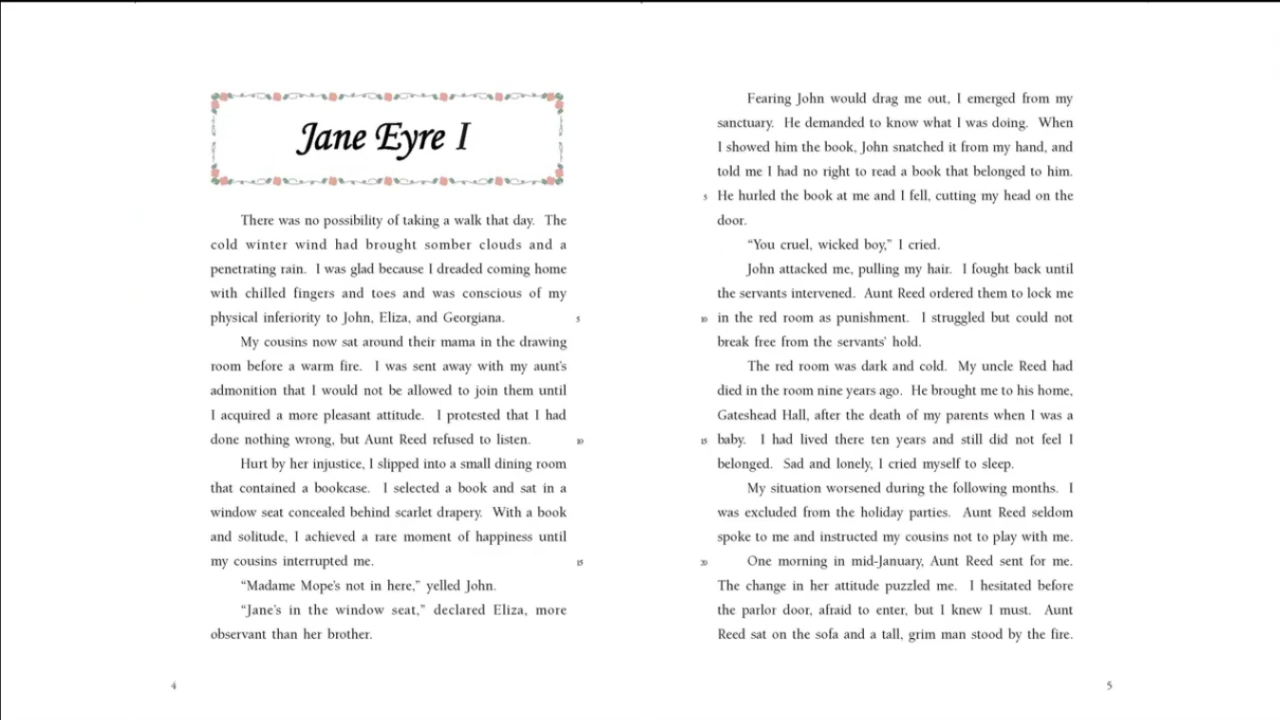 Jane Eyre I
There was no possibility of taking a walk that day. The
cold winter wind had brought somber clouds and a
penetrating rain. I was glad because I dreaded coming home
with chilled fingers and toes and was conscious of my
physical inferiority to John, Eliza, and Georgiana. 5
My cousins now sat around their mama in the drawing
room before a warm fire. I was sent away with my aunt's
admonition that I would not be allowed to join them until
I acquired a more pleasant attitude. I protested that I had
done nothing wrong, but Aunt Reed refused to listen. 10
Hurt by her injustice, I slipped into a small dining room
that contained a bookcase. I selected a book and sat in a
window seat concealed behind scarlet drapery. With a book
and solitude, I achieved a rare moment of happiness until
my cousins interrupted me. 15
“Madame Mope's not in here,” yelled John.
“Jane's in the window seat,” declared Eliza, more
observant than her brother.
4
Fearing John would drag me out, I emerged from my
sanctuary. He demanded to know what I was doing. When
I showed him the book, John snatched it from my hand, and
told me I had no right to read a book that belonged to him.
5 He hurled the book at me and I fell, cutting my head on the
door.
“You cruel, wicked boy,” I cried.
John attacked me, pulling my hair. I fought back until
the servants intervened. Aunt Reed ordered them to lock me
10 in the red room as punishment. I struggled but could not
break free from the servants' hold.
The red room was dark and cold. My uncle Reed had
died in the room nine years ago. He brought me to his home,
Gateshead Hall, after the death of my parents when I was a
15 baby. I had lived there ten years and still did not feel I
belonged. Sad and lonely, I cried myself to sleep.
My situation worsened during the following months. I
was excluded from the holiday parties. Aunt Reed seldom
spoke to me and instructed my cousins not to play with me.
20 One morning in mid-January, Aunt Reed sent for me.
The change in her attitude puzzled me. I hesitated before
the parlor door, afraid to enter, but I knew I must. Aunt
Reed sat on the sofa and a tall, grim man stood by the fire.
5